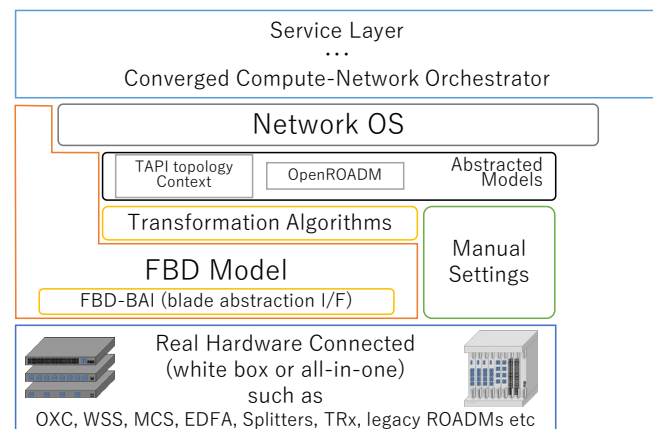 Service Layer
...
Converged Compute-Network Orchestrator
Network OS
TAPI topology
Context
OpenROADM
Abstracted
Models
Transformation Algorithms
FBD Model
FBD-BAI (blade abstraction I/F)
Manual
Settings
Real Hardware Connected
(white box or all-in-one)
such as
OXC, WSS, MCS, EDFA, Splitters, TRx, legacy ROADMs etc